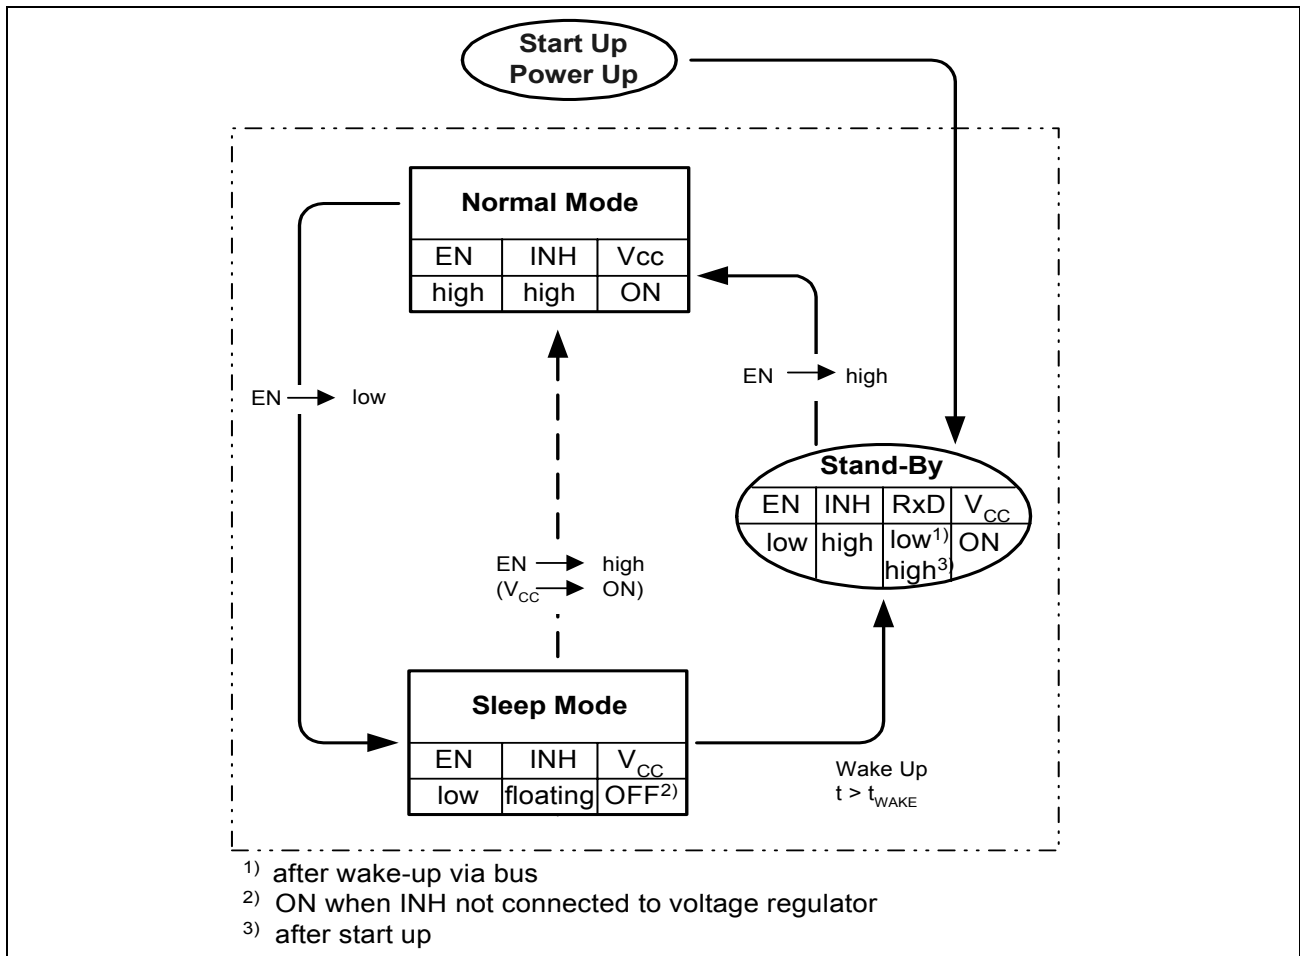 Start Up
Power Up
Normal Mode
EN INH Vcc
high high ON
EN high
EN low
Stand-By
EN INH RxD VCC
low high low1) ON
high3)
EN high
(VCC ON)
Sleep Mode
EN INH VCC
low floating OFF2)
Wake Up
t > tWAKE
1) after wake-up via bus
2) ON when INH not connected to voltage regulator
3) after start up